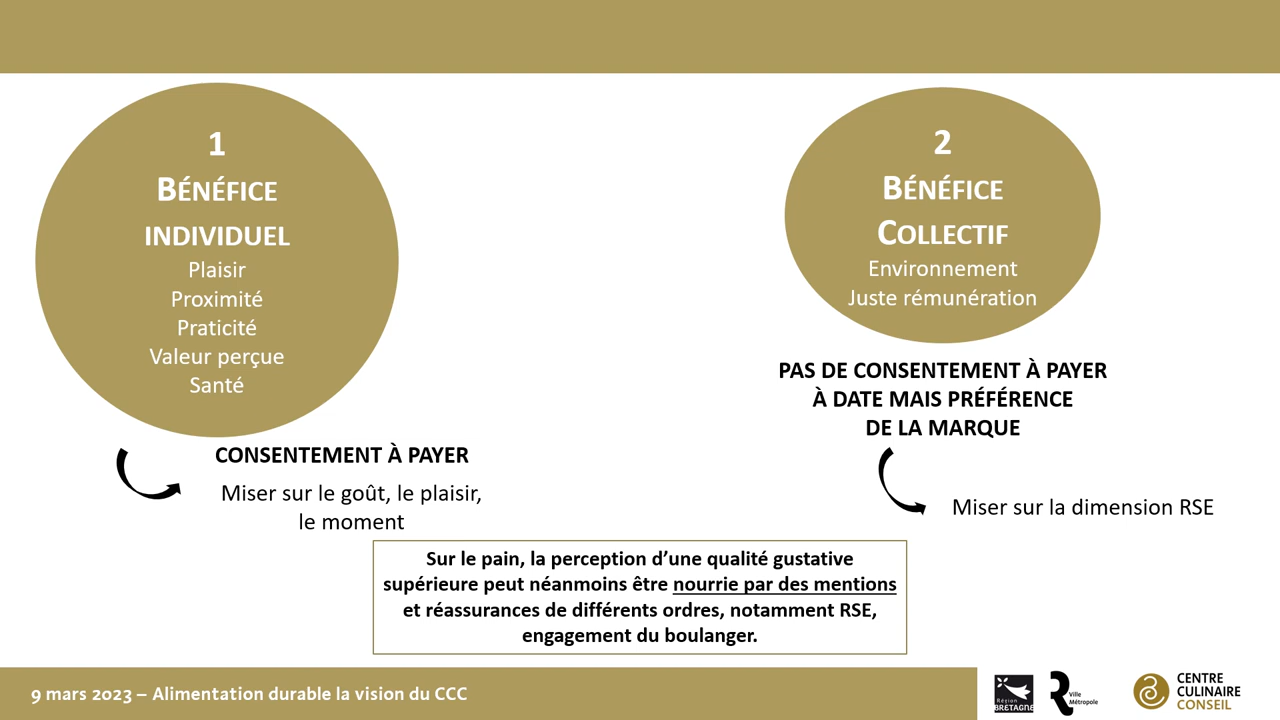 1
BÉNÉFICE
INDIVIDUEL
Plaisir
Proximité
Praticité
Valeur perçue
Santé
CONSENTEMENT À PAYER
Miser sur le goût, le plaisir,
le moment
2
BÉNÉFICE
COLLECTIF
Environnement
Juste rémunération
PAS DE CONSENTEMENT À PAYER
À DATE MAIS PRÉFÉRENCE
DE LA MARQUE
Miser sur la dimension RSE
Sur le pain, la perception d’une qualité gustative
supérieure peut néanmoins être nourrie par des mentions
et réassurances de différents ordres, notamment RSE,
engagement du boulanger.
9 mars 2023 – Alimentation durable la vision du CCC
Région
BRETAGNE
Ville
Métropole
CENTRE
CULINAIRE
CONSEIL